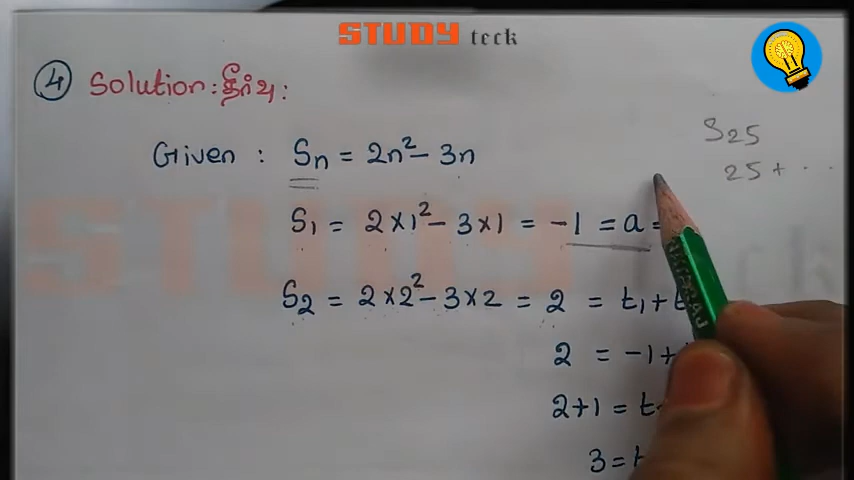 STUDY teck
④ Solution: தீர்வு:
S25
Given : Sn = 2n² - 3n
25 + . .
S1 = 2×1² - 3×1 = -1 = a =
S2 = 2×2² - 3×2 = 2 = t1 +
2 = -1 +
2+1 =
3 =